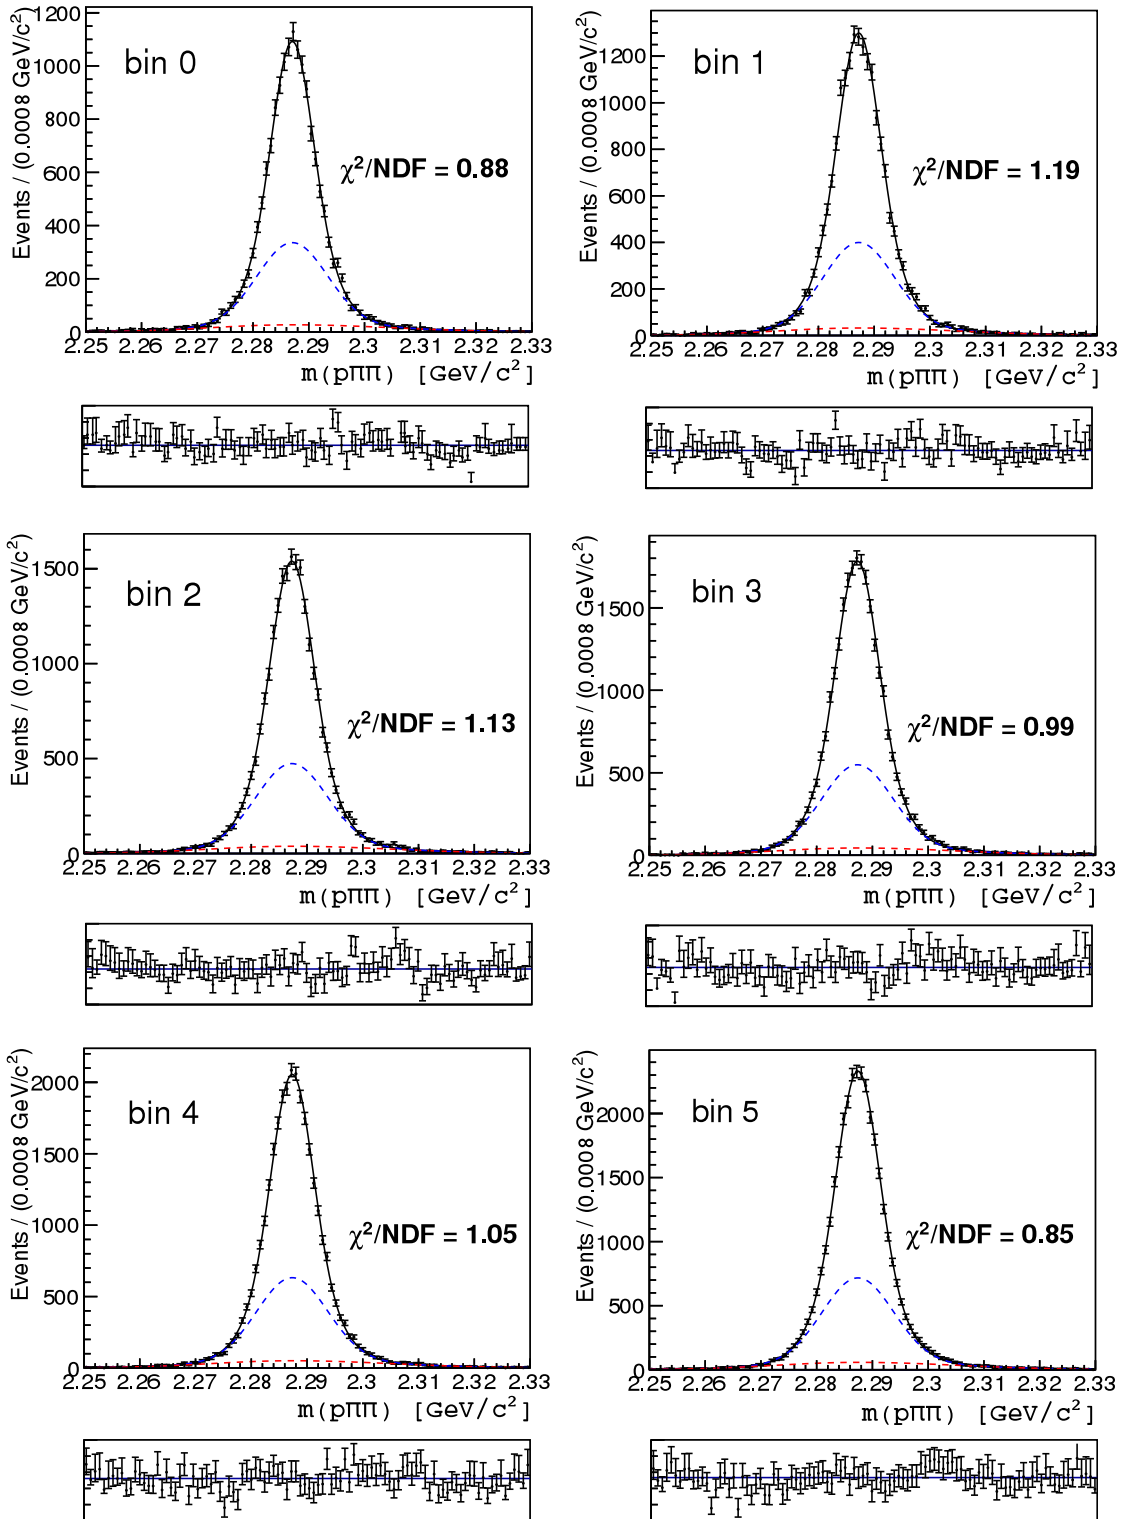 Events / (0.0008 GeV/c²)
1200
1000
800
600
400
200
0
bin 0
χ²/NDF = 0.88
2.25 2.26 2.27 2.28 2.29 2.3 2.31 2.32 2.33
m(pππ) [GeV/c²]
Events / (0.0008 GeV/c²)
1200
1000
800
600
400
200
0
bin 1
χ²/NDF = 1.19
2.25 2.26 2.27 2.28 2.29 2.3 2.31 2.32 2.33
m(pππ) [GeV/c²]
Events / (0.0008 GeV/c²)
1500
1000
500
0
bin 2
χ²/NDF = 1.13
2.25 2.26 2.27 2.28 2.29 2.3 2.31 2.32 2.33
m(pππ) [GeV/c²]
Events / (0.0008 GeV/c²)
1500
1000
500
0
bin 3
χ²/NDF = 0.99
2.25 2.26 2.27 2.28 2.29 2.3 2.31 2.32 2.33
m(pππ) [GeV/c²]
Events / (0.0008 GeV/c²)
2000
1500
1000
500
0
bin 4
χ²/NDF = 1.05
2.25 2.26 2.27 2.28 2.29 2.3 2.31 2.32 2.33
m(pππ) [GeV/c²]
Events / (0.0008 GeV/c²)
2000
1500
1000
500
0
bin 5
χ²/NDF = 0.85
2.25 2.26 2.27 2.28 2.29 2.3 2.31 2.32 2.33
m(pππ) [GeV/c²]